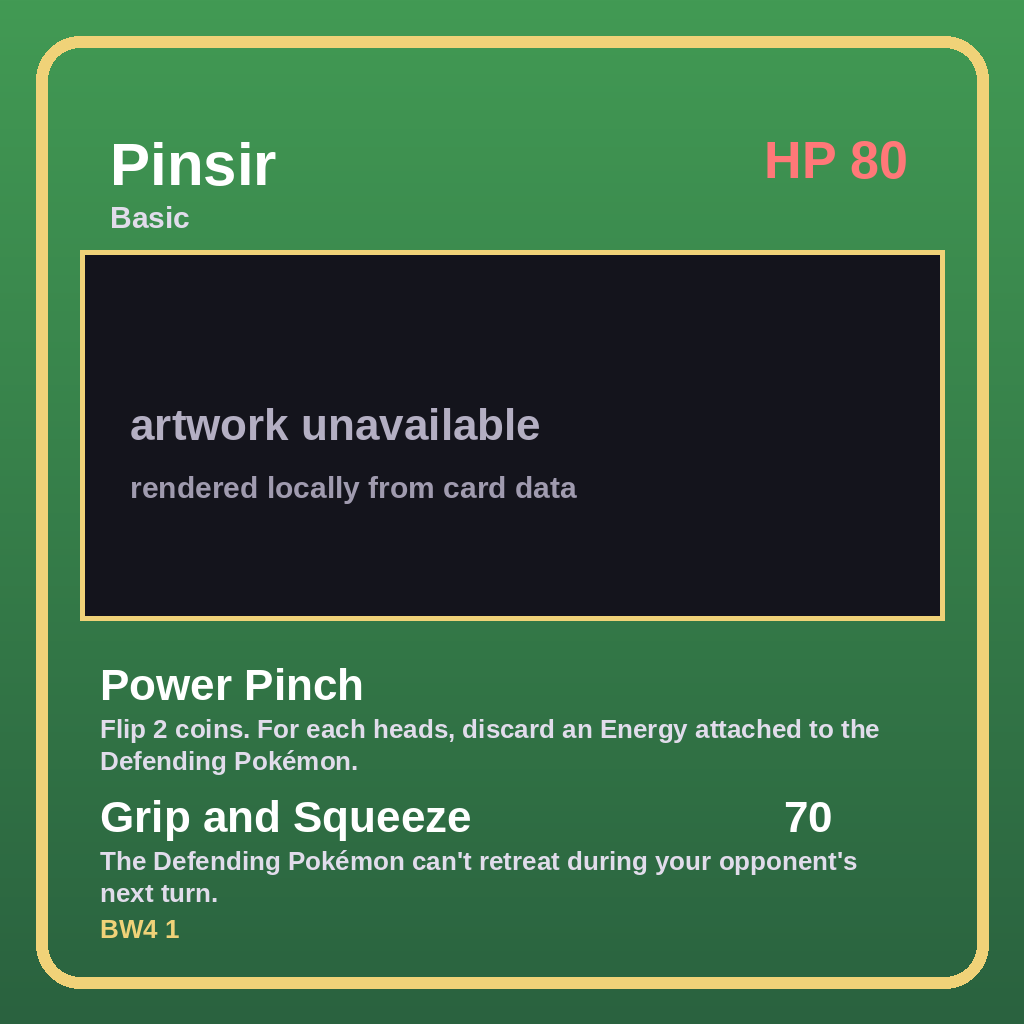 Pinsir
HP 80
Basic
artwork unavailable
rendered locally from card data
Power Pinch
Flip 2 coins. For each heads, discard an Energy attached to the
Defending Pokémon.
Grip and Squeeze 70
The Defending Pokémon can't retreat during your opponent's
next turn.
BW4 1